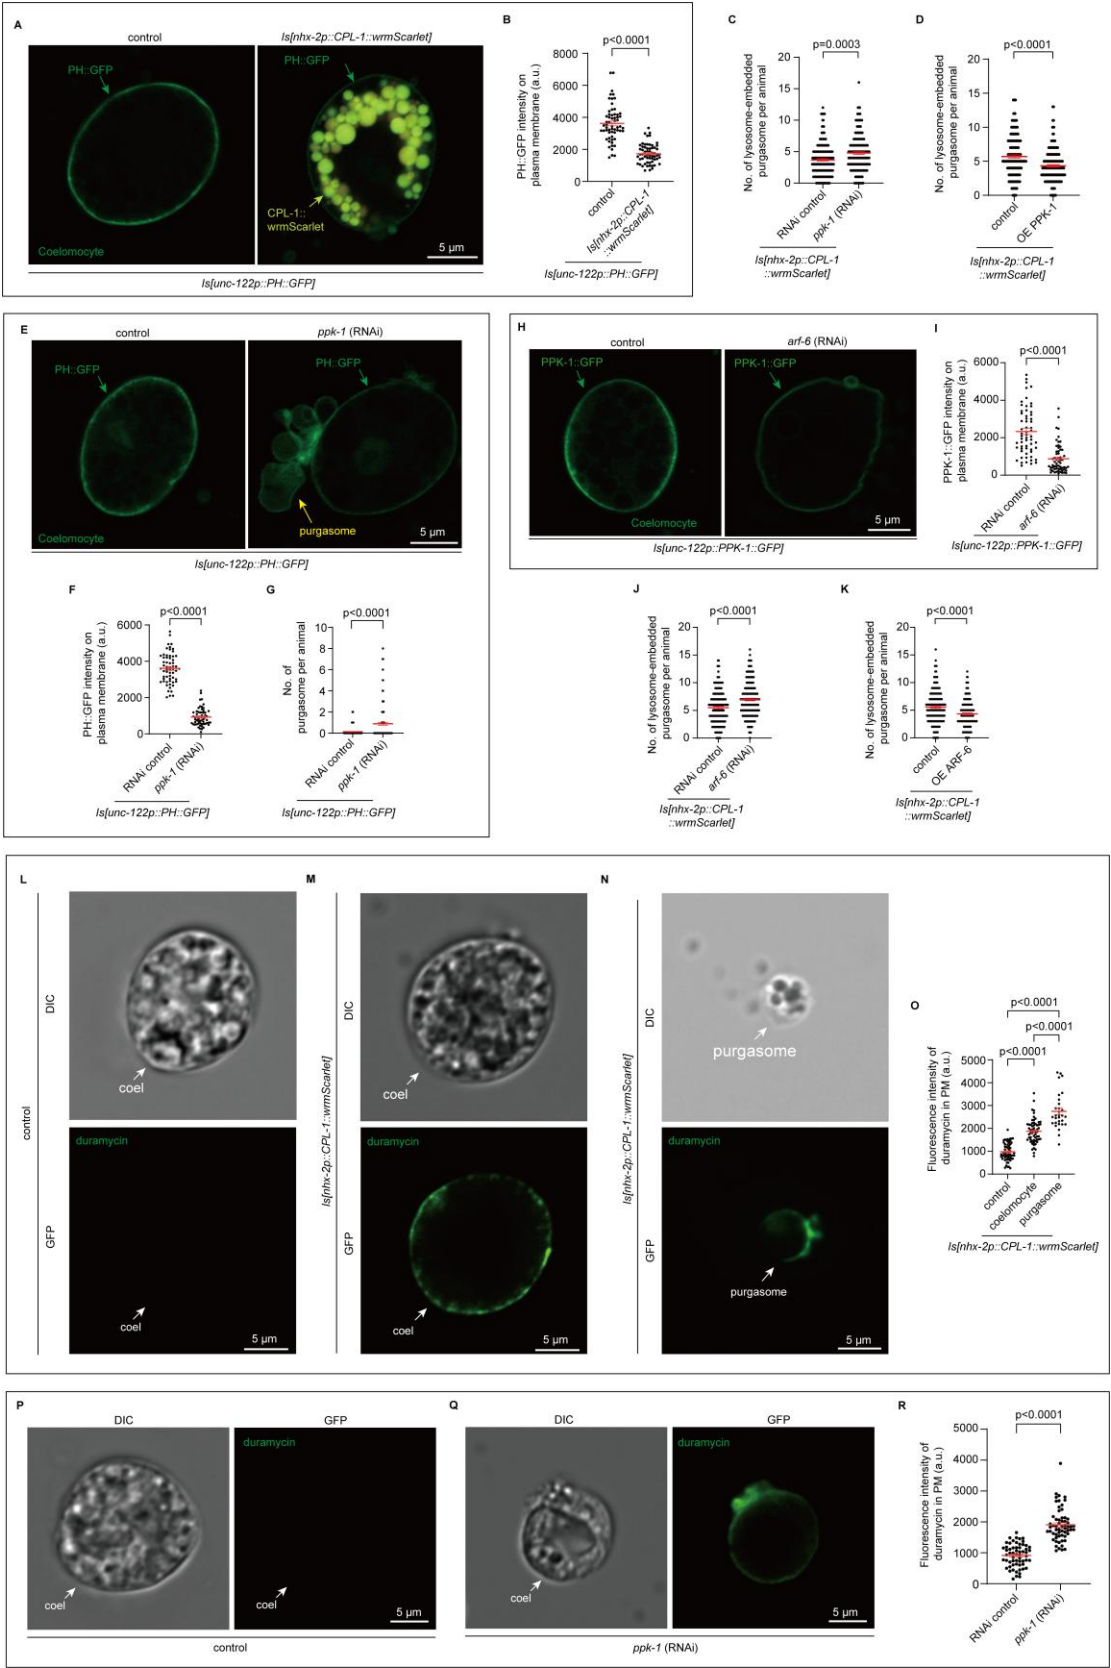 A
control
Is[nhx-2p::CPL-1::wrmScarlet]
PH::GFP
PH::GFP
CPL-1::
wrmScarlet
Coelomocyte
5 µm
Is[unc-122p::PH::GFP]
B
p<0.0001
PH::GFP intensity on
plasma membrane (a.u.)
8000
6000
4000
2000
0
control
Is[nhx-2p::CPL-1
::wrmScarlet]
Is[unc-122p::PH::GFP]
C
p=0.0003
No. of lysosome-embedded
purgasome per animal
20
15
10
5
0
RNAi control
ppk-1 (RNAi)
Is[nhx-2p::CPL-1
::wrmScarlet]
D
p<0.0001
No. of lysosome-embedded
purgasome per animal
20
15
10
5
0
control
OE PPK-1
Is[nhx-2p::CPL-1
::wrmScarlet]
E
control
ppk-1 (RNAi)
PH::GFP
PH::GFP
purgasome
Coelomocyte
5 µm
Is[unc-122p::PH::GFP]
F
p<0.0001
PH::GFP intensity on
plasma membrane (a.u.)
6000
4000
2000
0
RNAi control
ppk-1 (RNAi)
Is[unc-122p::PH::GFP]
G
p<0.0001
No. of
purgasome per animal
10
8
6
4
2
0
RNAi control
ppk-1 (RNAi)
Is[unc-122p::PH::GFP]
H
control
arf-6 (RNAi)
PPK-1::GFP
PPK-1::GFP
Coelomocyte
5 µm
Is[unc-122p::PPK-1::GFP]
I
p<0.0001
PPK-1::GFP intensity on
plasma membrane (a.u.)
6000
4000
2000
0
RNAi control
arf-6 (RNAi)
Is[unc-122p::PPK-1::GFP]
J
p<0.0001
No. of lysosome-embedded
purgasome per animal
20
15
10
5
0
RNAi control
arf-6 (RNAi)
Is[nhx-2p::CPL-1
::wrmScarlet]
K
p<0.0001
No. of lysosome-embedded
purgasome per animal
20
15
10
5
0
control
OE ARF-6
Is[nhx-2p::CPL-1
::wrmScarlet]
L
control
DIC
coel
GFP
duramycin
coel
5 µm
M
Is[nhx-2p::CPL-1::wrmScarlet]
DIC
coel
GFP
duramycin
coel
5 µm
N
Is[nhx-2p::CPL-1::wrmScarlet]
DIC
purgasome
GFP
duramycin
purgasome
5 µm
O
p<0.0001
p<0.0001
p<0.0001
Fluorescence intensity of
duramycin in PM (a.u.)
5000
4000
3000
2000
1000
0
control
coelomocyte
purgasome
Is[nhx-2p::CPL-1::wrmScarlet]
P
DIC
GFP
duramycin
coel
coel
5 µm
control
Q
DIC
GFP
duramycin
coel
5 µm
ppk-1 (RNAi)
R
p<0.0001
Fluorescence intensity of
duramycin in PM (a.u.)
5000
4000
3000
2000
1000
0
RNAi control
ppk-1 (RNAi)